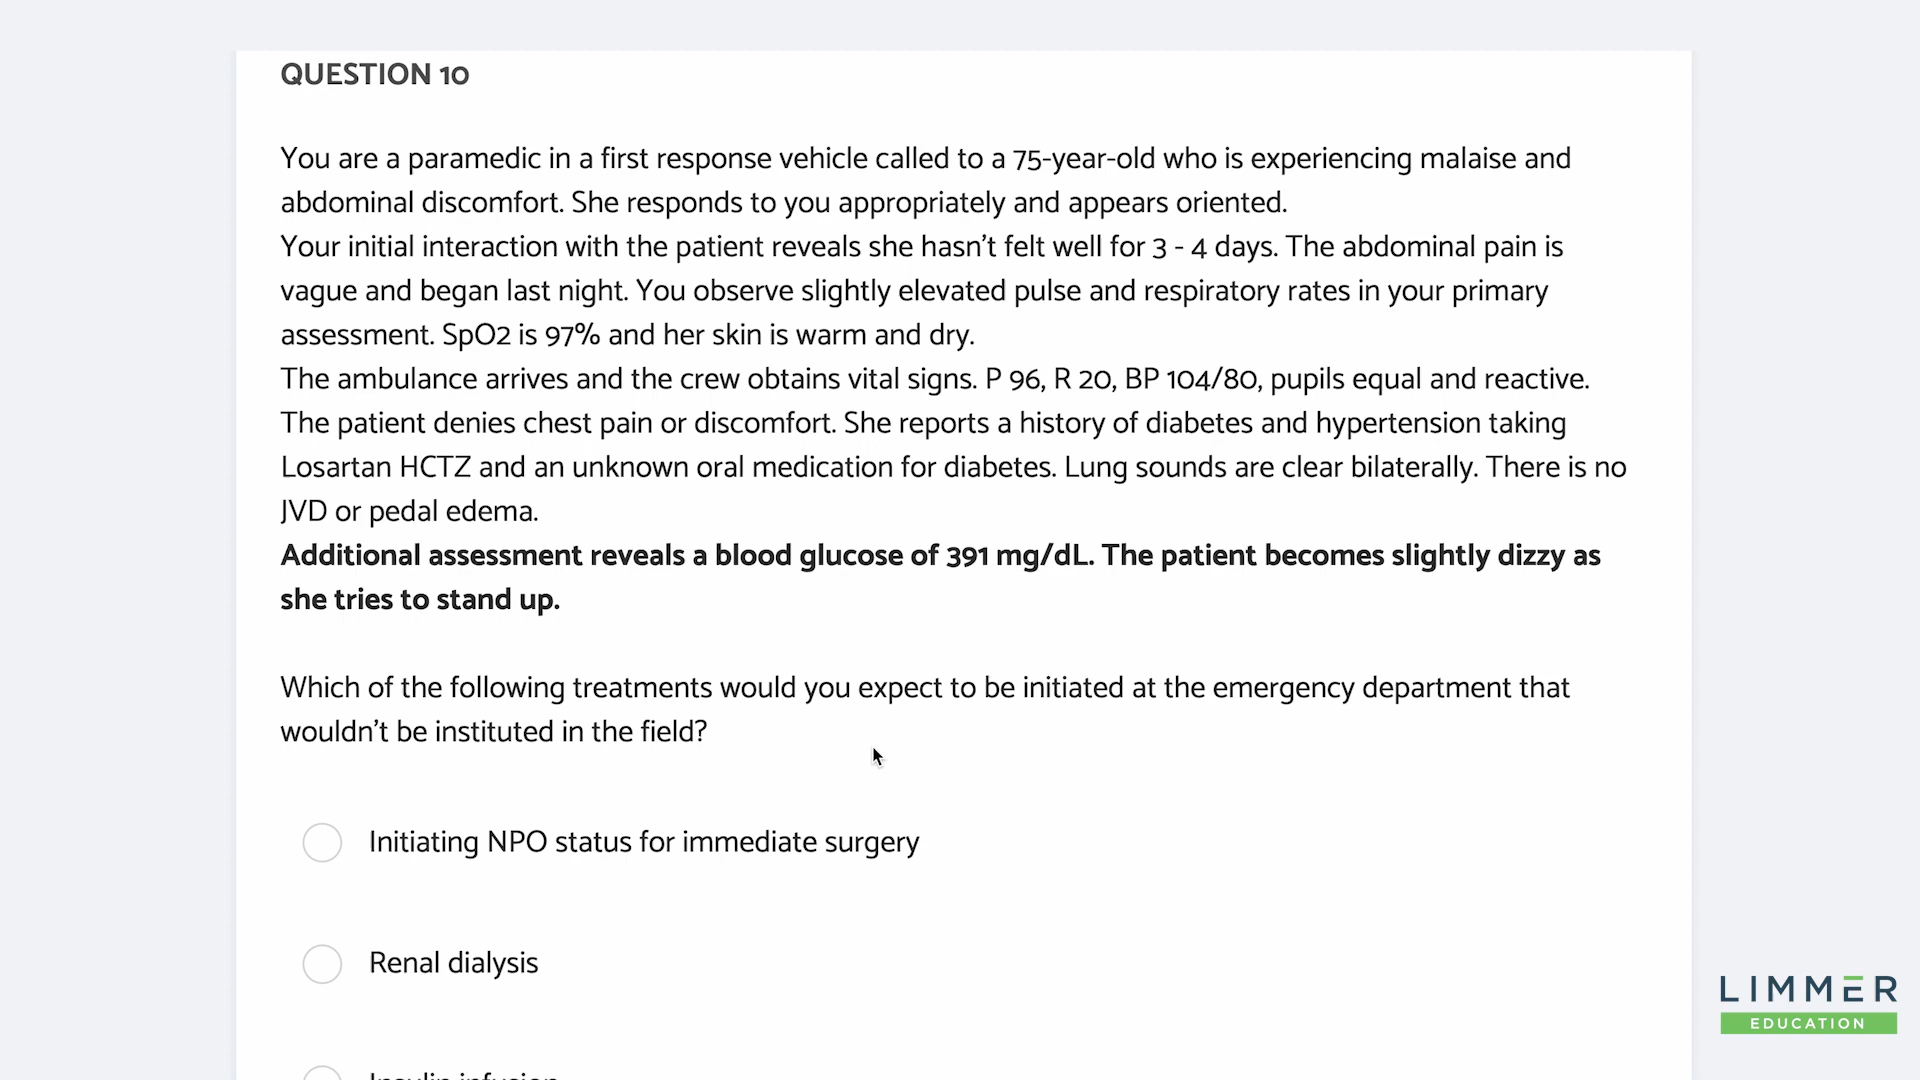 QUESTION 10
You are a paramedic in a first response vehicle called to a 75-year-old who is experiencing malaise and
abdominal discomfort. She responds to you appropriately and appears oriented.
Your initial interaction with the patient reveals she hasn't felt well for 3 - 4 days. The abdominal pain is
vague and began last night. You observe slightly elevated pulse and respiratory rates in your primary
assessment. SpO2 is 97% and her skin is warm and dry.
The ambulance arrives and the crew obtains vital signs. P 96, R 20, BP 104/80, pupils equal and reactive.
The patient denies chest pain or discomfort. She reports a history of diabetes and hypertension taking
Losartan HCTZ and an unknown oral medication for diabetes. Lung sounds are clear bilaterally. There is no
JVD or pedal edema.
Additional assessment reveals a blood glucose of 391 mg/dL. The patient becomes slightly dizzy as
she tries to stand up.
Which of the following treatments would you expect to be initiated at the emergency department that
wouldn't be instituted in the field?
Initiating NPO status for immediate surgery
Renal dialysis
Insulin infusion
LIMMER
EDUCATION